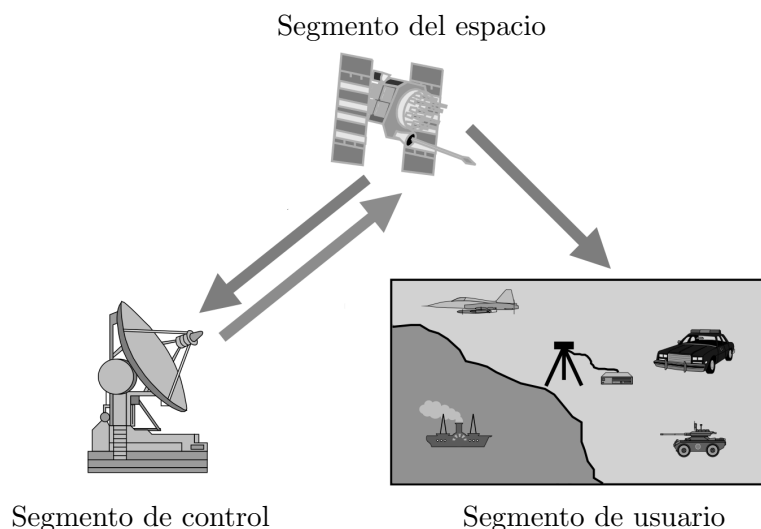 Segmento del espacio
Segmento de control
Segmento de usuario